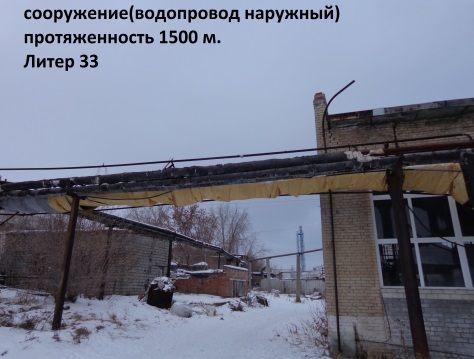 сооружение(водопровод наружный)
протяженность 1500 м.
Литер 33